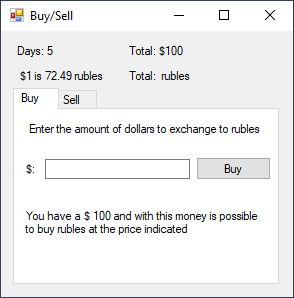 Buy/Sell
Days: 5 Total: $100
$1 is 72.49 rubles Total: rubles
Buy Sell
Enter the amount of dollars to exchange to rubles
$: Buy
You have a $ 100 and with this money is possible
to buy rubles at the price indicated